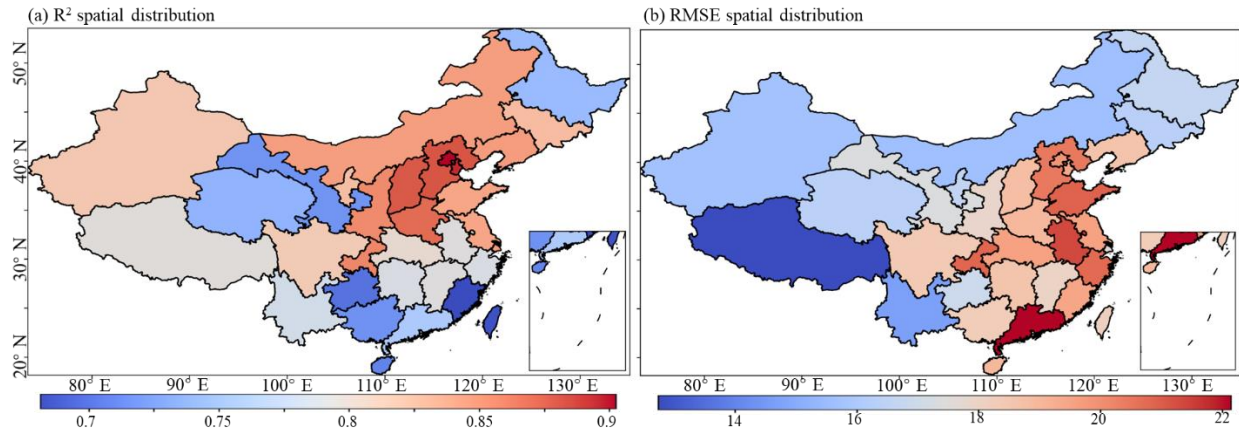 (a) R² spatial distribution
(b) RMSE spatial distribution
50° N
40° N
30° N
20° N
80° E 90° E 100° E 110° E 120° E 130° E
80° E 90° E 100° E 110° E 120° E 130° E
0.7 0.75 0.8 0.85 0.9
14 16 18 20 22